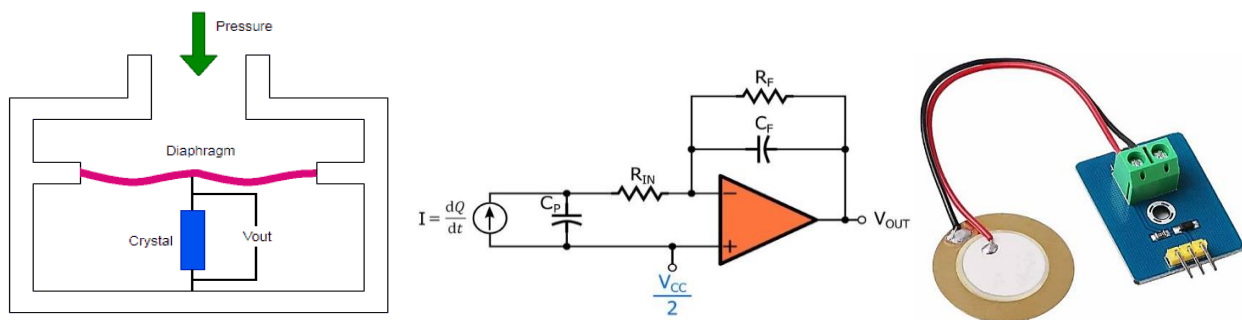 Pressure
Diaphragm
Crystal
Vout
I = dQ/dt
C_P
R_IN
R_F
C_F
−
+
V_OUT
V_CC/2